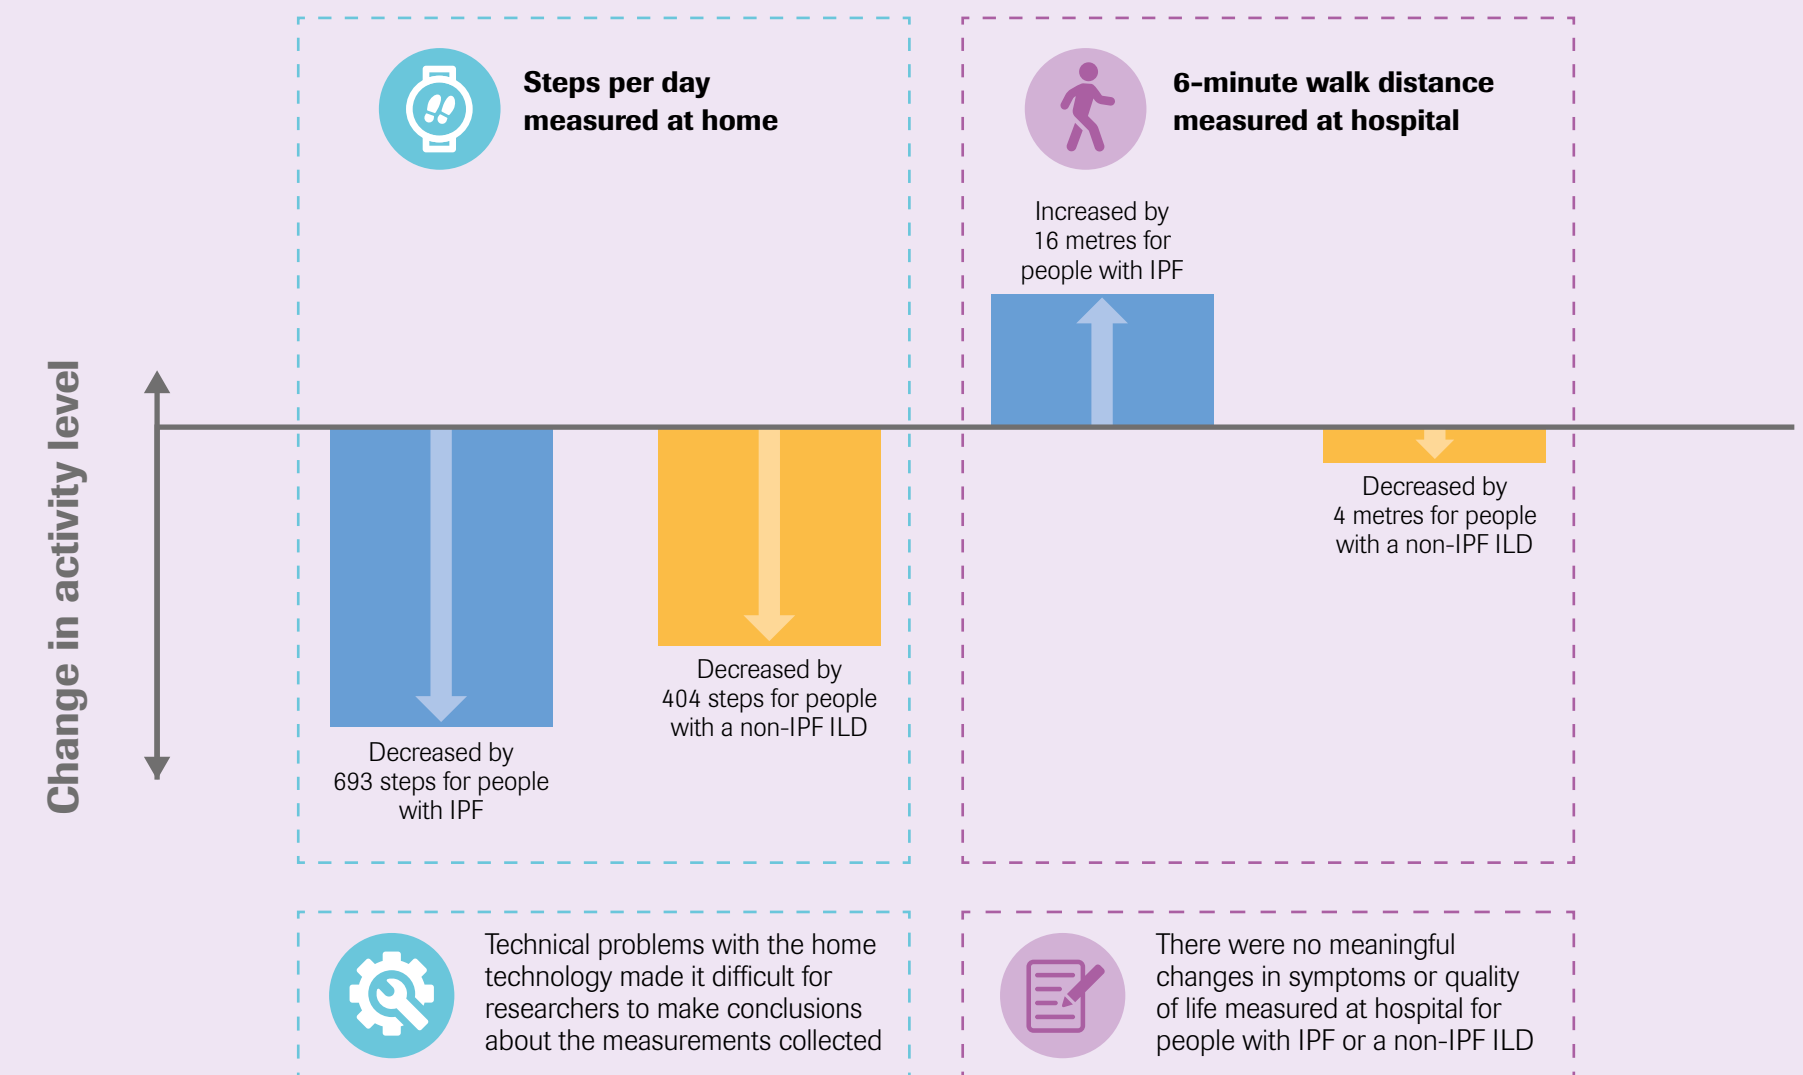 Steps per day
measured at home
6-minute walk distance
measured at hospital
Increased by
16 metres for
people with IPF
Change in activity level
Decreased by
693 steps for people
with IPF
Decreased by
404 steps for people
with a non-IPF ILD
Decreased by
4 metres for people
with a non-IPF ILD
Technical problems with the home
technology made it difficult for
researchers to make conclusions
about the measurements collected
There were no meaningful
changes in symptoms or quality
of life measured at hospital for
people with IPF or a non-IPF ILD